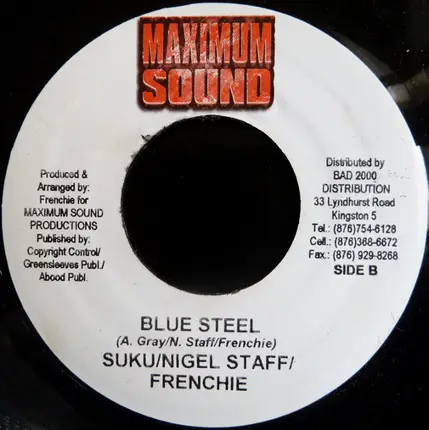 MAXIMUM
SOUND
Produced &
Arranged by:
Frenchie for
MAXIMUM SOUND
PRODUCTIONS
Published by:
Copyright Control/
Greensleeves Publ./
Abood Publ.
Distributed by
BAD 2000
DISTRIBUTION
33 Lyndhurst Road
Kingston 5
Tel.: (876)754-6128
Cell.: (876)368-6672
Fax.: (876) 929-8268
SIDE B
BLUE STEEL
(A. Gray/N. Staff/Frenchie)
SUKU/NIGEL STAFF/
FRENCHIE